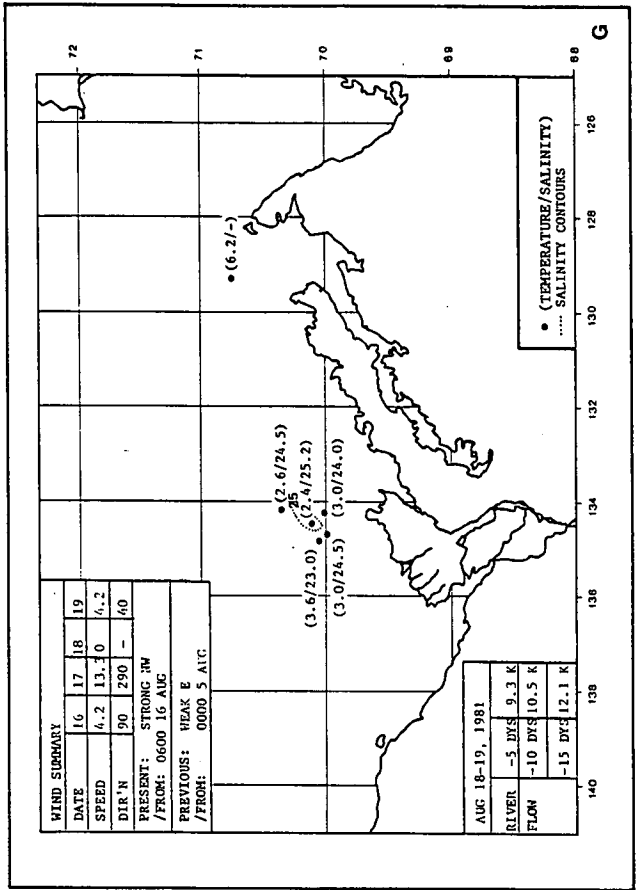 WIND SUMMARY
DATE 16 17 18 19
SPEED 4.2 13.3 0 4.2
DIR'N 90 290 - 40
PRESENT: STRONG NW
/FROM: 0600 16 AUG
PREVIOUS: WEAK E
/FROM: 0000 5 AUG
72
71
70
69
68
(6.2/-)
(2.6/24.5)
25
(2.4/25.2)
(3.6/23.0)
(3.0/24.0)
(3.0/24.5)
AUG 18-19, 1981
RIVER -5 DYS 9.3 K
FLOW -10 DYS 10.5 K
-15 DYS 12.1 K
• (TEMPERATURE/SALINITY)
..... SALINITY CONTOURS
140
138
138
134
132
130
128
126
G